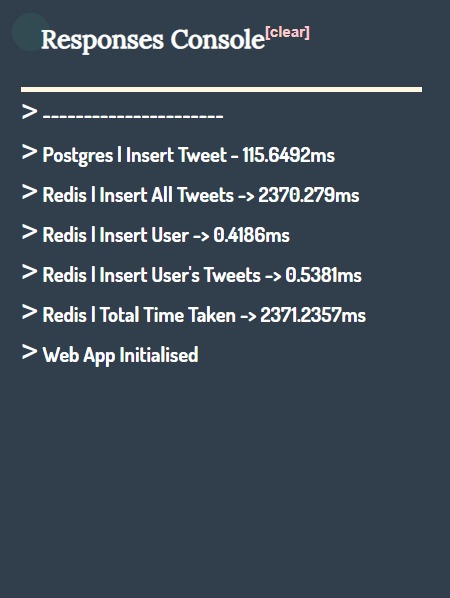 Responses Console[clear]
> ----------------------
> Postgres | Insert Tweet - 115.6492ms
> Redis | Insert All Tweets -> 2370.279ms
> Redis | Insert User -> 0.4186ms
> Redis | Insert User's Tweets -> 0.5381ms
> Redis | Total Time Taken -> 2371.2357ms
> Web App Initialised